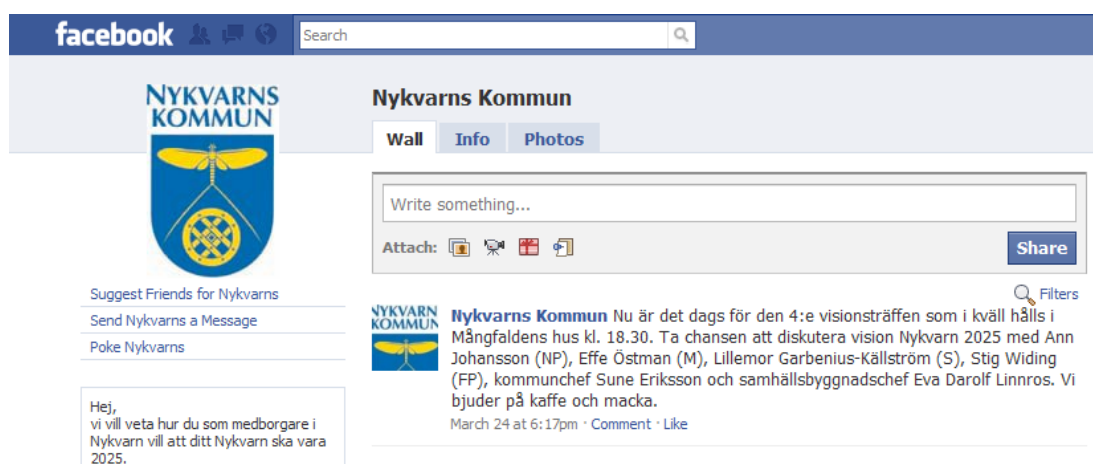 facebook
Search
NYKVARNS
KOMMUN
Suggest Friends for Nykvarns
Send Nykvarns a Message
Poke Nykvarns
Hej,
vi vill veta hur du som medborgare i
Nykvarn vill att ditt Nykvarn ska vara
2025.
Nykvarns Kommun
Wall Info Photos
Write something...
Attach:
Share
Filters
NYKVARN
KOMMUN
Nykvarns Kommun Nu är det dags för den 4:e visionsträffen som i kväll hålls i
Mångfaldens hus kl. 18.30. Ta chansen att diskutera vision Nykvarn 2025 med Ann
Johansson (NP), Effe Östman (M), Lillemor Garbenius-Källström (S), Stig Widing
(FP), kommunchef Sune Eriksson och samhällsbyggnadschef Eva Darolf Linnros. Vi
bjuder på kaffe och macka.
March 24 at 6:17pm · Comment · Like